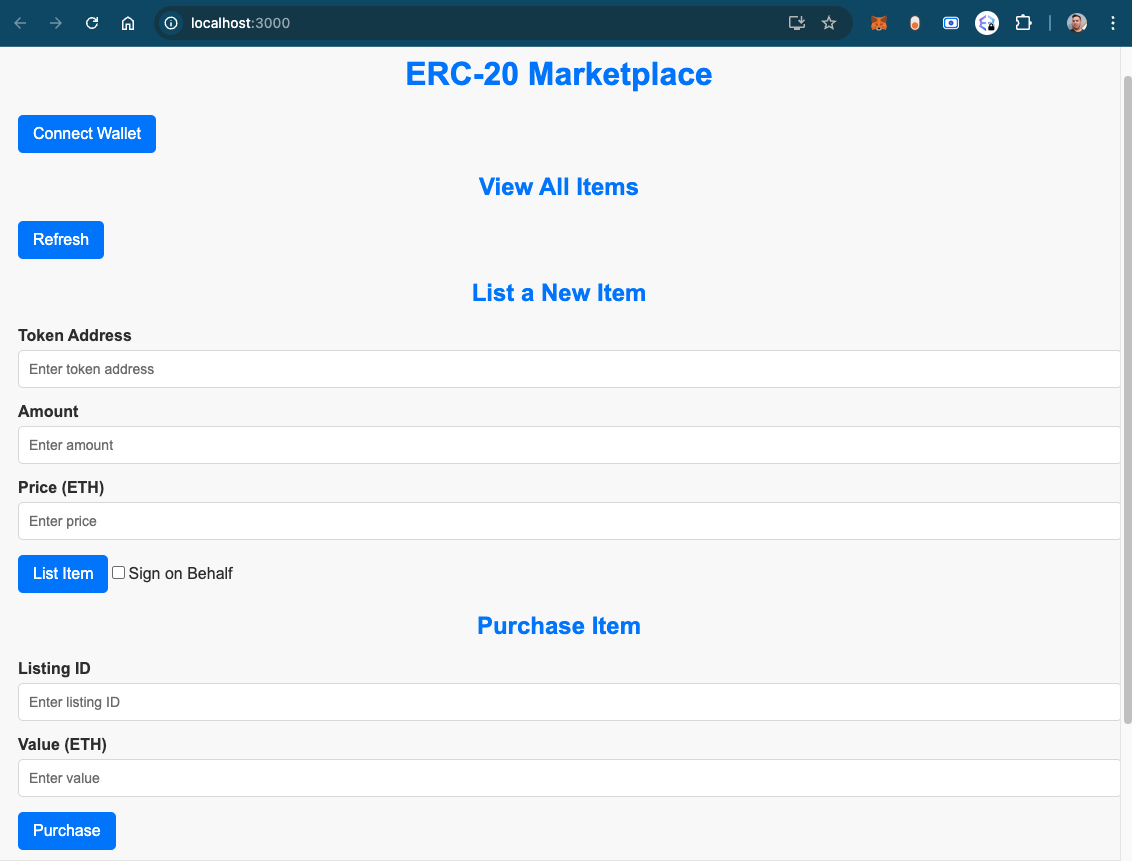 localhost:3000
ERC-20 Marketplace
Connect Wallet
View All Items
Refresh
List a New Item
Token Address
Enter token address
Amount
Enter amount
Price (ETH)
Enter price
List Item Sign on Behalf
Purchase Item
Listing ID
Enter listing ID
Value (ETH)
Enter value
Purchase